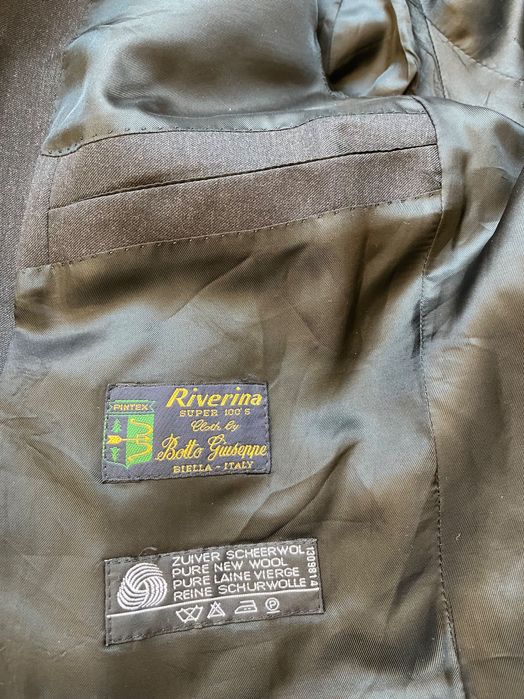 PINTEX
Riverina
SUPER 100'S
Cloth by
Botto Giuseppe
BIELLA - ITALY
ZUIVER SCHEERWOL
PURE NEW WOOL
PURE LAINE VIERGE
REINE SCHURWOLLE
1309814
P